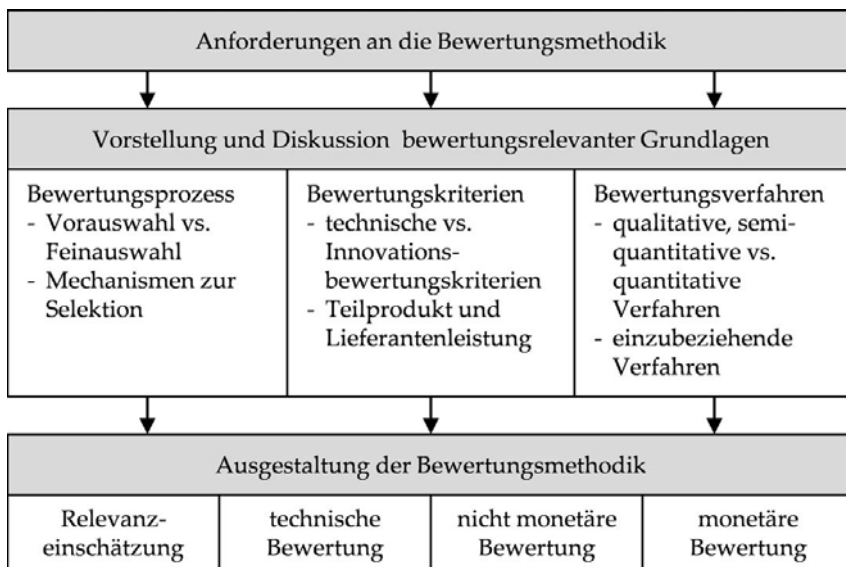 Anforderungen an die Bewertungsmethodik
Vorstellung und Diskussion bewertungsrelevanter Grundlagen
Bewertungsprozess
- Vorauswahl vs.
Feinauswahl
- Mechanismen zur
Selektion
Bewertungskriterien
- technische vs.
Innovations-
bewertungskriterien
- Teilprodukt und
Lieferantenleistung
Bewertungsverfahren
- qualitative, semi-
quantitative vs.
quantitative
Verfahren
- einzubeziehende
Verfahren
Ausgestaltung der Bewertungsmethodik
Relevanz-
einschätzung
technische
Bewertung
nicht monetäre
Bewertung
monetäre
Bewertung